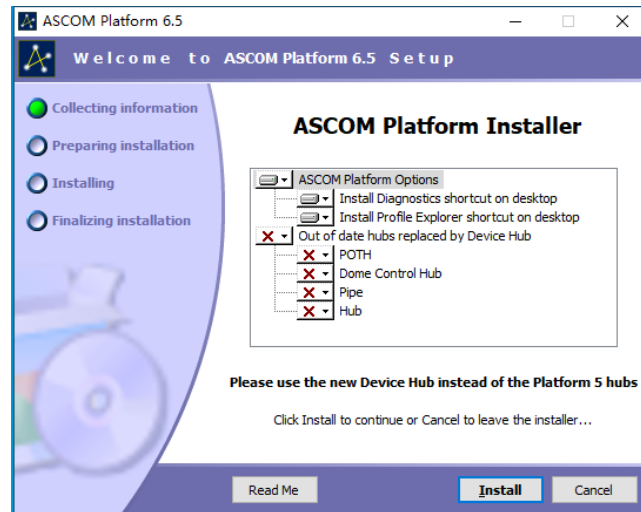 ASCOM Platform 6.5
Welcome to ASCOM Platform 6.5 Setup
Collecting information
Preparing installation
Installing
Finalizing installation
ASCOM Platform Installer
ASCOM Platform Options
Install Diagnostics shortcut on desktop
Install Profile Explorer shortcut on desktop
Out of date hubs replaced by Device Hub
POTH
Dome Control Hub
Pipe
Hub
Please use the new Device Hub instead of the Platform 5 hubs
Click Install to continue or Cancel to leave the installer...
Read Me
Install
Cancel